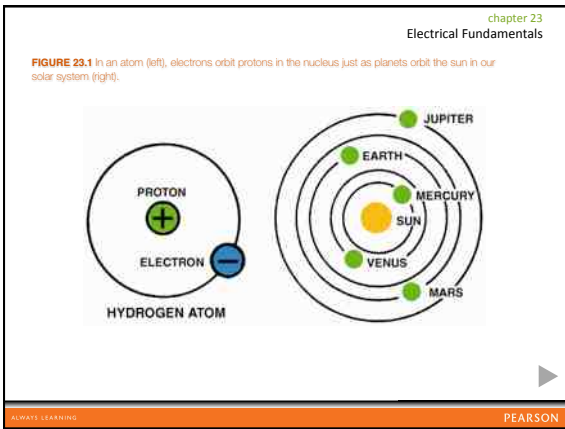 chapter 23
Electrical Fundamentals
FIGURE 23.1 In an atom (left), electrons orbit protons in the nucleus just as planets orbit the sun in our
solar system (right).
JUPITER
EARTH
PROTON
MERCURY
+
SUN
ELECTRON
−
VENUS
MARS
HYDROGEN ATOM
ALWAYS LEARNING
PEARSON